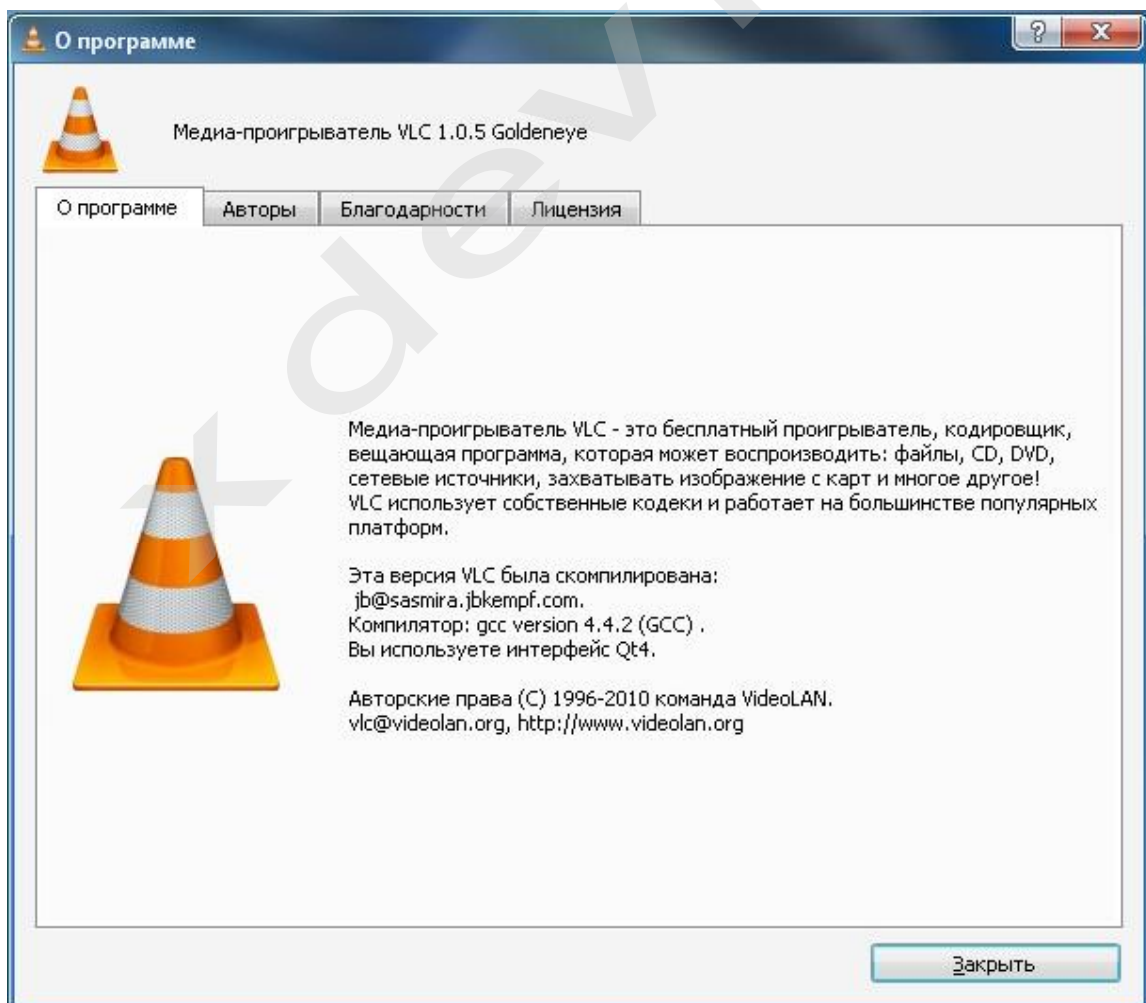 О программе
Медиа-проигрыватель VLC 1.0.5 Goldeneye
О программе Авторы Благодарности Лицензия
Медиа-проигрыватель VLC - это бесплатный проигрыватель, кодировщик,
вещающая программа, которая может воспроизводить: файлы, CD, DVD,
сетевые источники, захватывать изображение с карт и многое другое!
VLC использует собственные кодеки и работает на большинстве популярных
платформ.
Эта версия VLC была скомпилирована:
jb@sasmira.jbkempf.com.
Компилятор: gcc version 4.4.2 (GCC) .
Вы используете интерфейс Qt4.
Авторские права (C) 1996-2010 команда VideoLAN.
vlc@videolan.org, http://www.videolan.org
Закрыть